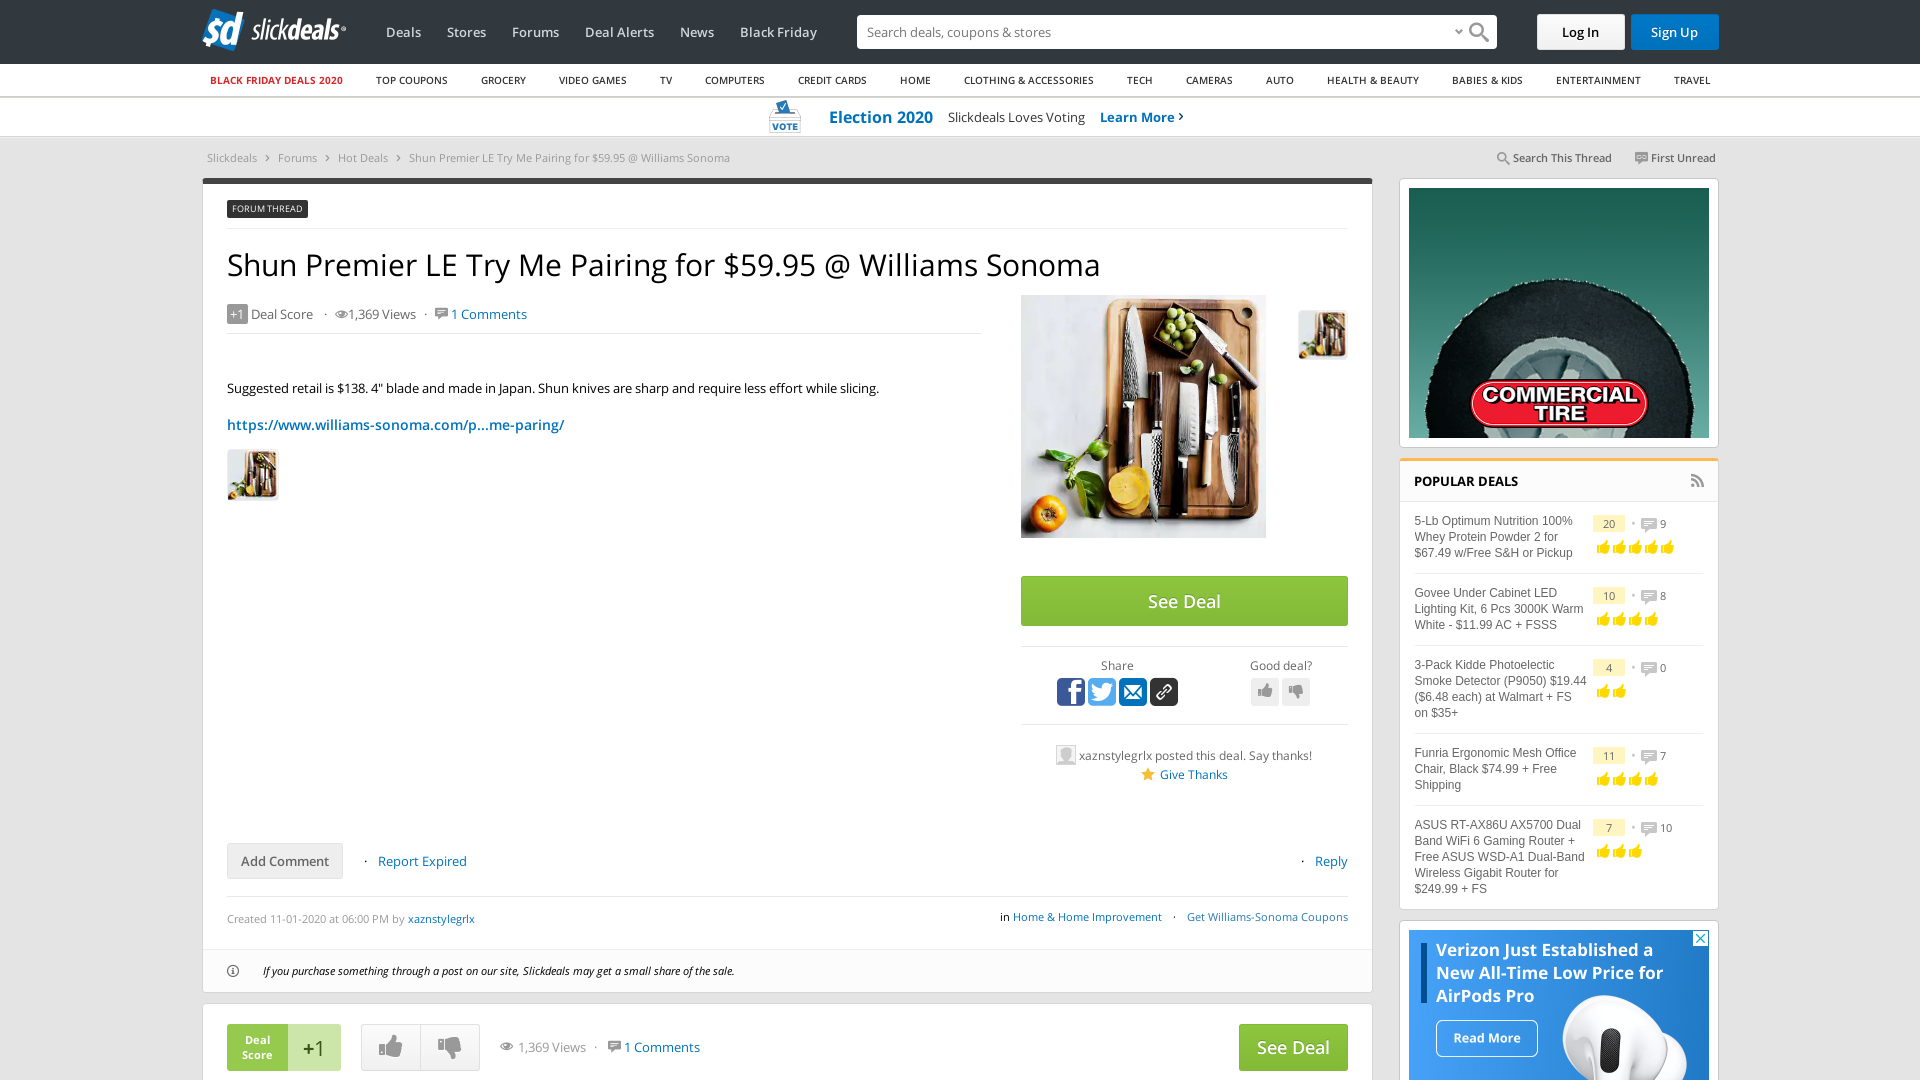 sd slickdeals
Deals
Stores
Forums
Deal Alerts
News
Black Friday
Search deals, coupons & stores
Log In
Sign Up
BLACK FRIDAY DEALS 2020
TOP COUPONS
GROCERY
VIDEO GAMES
TV
COMPUTERS
CREDIT CARDS
HOME
CLOTHING & ACCESSORIES
TECH
CAMERAS
AUTO
HEALTH & BEAUTY
BABIES & KIDS
ENTERTAINMENT
TRAVEL
VOTE
Election 2020
Slickdeals Loves Voting
Learn More
Slickdeals
Forums
Hot Deals
Shun Premier LE Try Me Pairing for $59.95 @ Williams Sonoma
Search This Thread
First Unread
FORUM THREAD
Shun Premier LE Try Me Pairing for $59.95 @ Williams Sonoma
+1 Deal Score · 1,369 Views · 1 Comments
Suggested retail is $138. 4" blade and made in Japan. Shun knives are sharp and require less effort while slicing.
https://www.williams-sonoma.com/p...me-paring/
See Deal
Share
Good deal?
xaznstylegrlx posted this deal. Say thanks!
Give Thanks
Add Comment
· Report Expired
· Reply
Created 11-01-2020 at 06:00 PM by xaznstylegrlx
in Home & Home Improvement · Get Williams-Sonoma Coupons
If you purchase something through a post on our site, Slickdeals may get a small share of the sale.
Deal
Score
+1
1,369 Views · 1 Comments
See Deal
COMMERCIAL
TIRE
POPULAR DEALS
5-Lb Optimum Nutrition 100%
Whey Protein Powder 2 for
$67.49 w/Free S&H or Pickup
20 • 9
Govee Under Cabinet LED
Lighting Kit, 6 Pcs 3000K Warm
White - $11.99 AC + FSSS
10 • 8
3-Pack Kidde Photoelectic
Smoke Detector (P9050) $19.44
($6.48 each) at Walmart + FS
on $35+
4 • 0
Funria Ergonomic Mesh Office
Chair, Black $74.99 + Free
Shipping
11 • 7
ASUS RT-AX86U AX5700 Dual
Band WiFi 6 Gaming Router +
Free ASUS WSD-A1 Dual-Band
Wireless Gigabit Router for
$249.99 + FS
7 • 10
Verizon Just Established a
New All-Time Low Price for
AirPods Pro
Read More